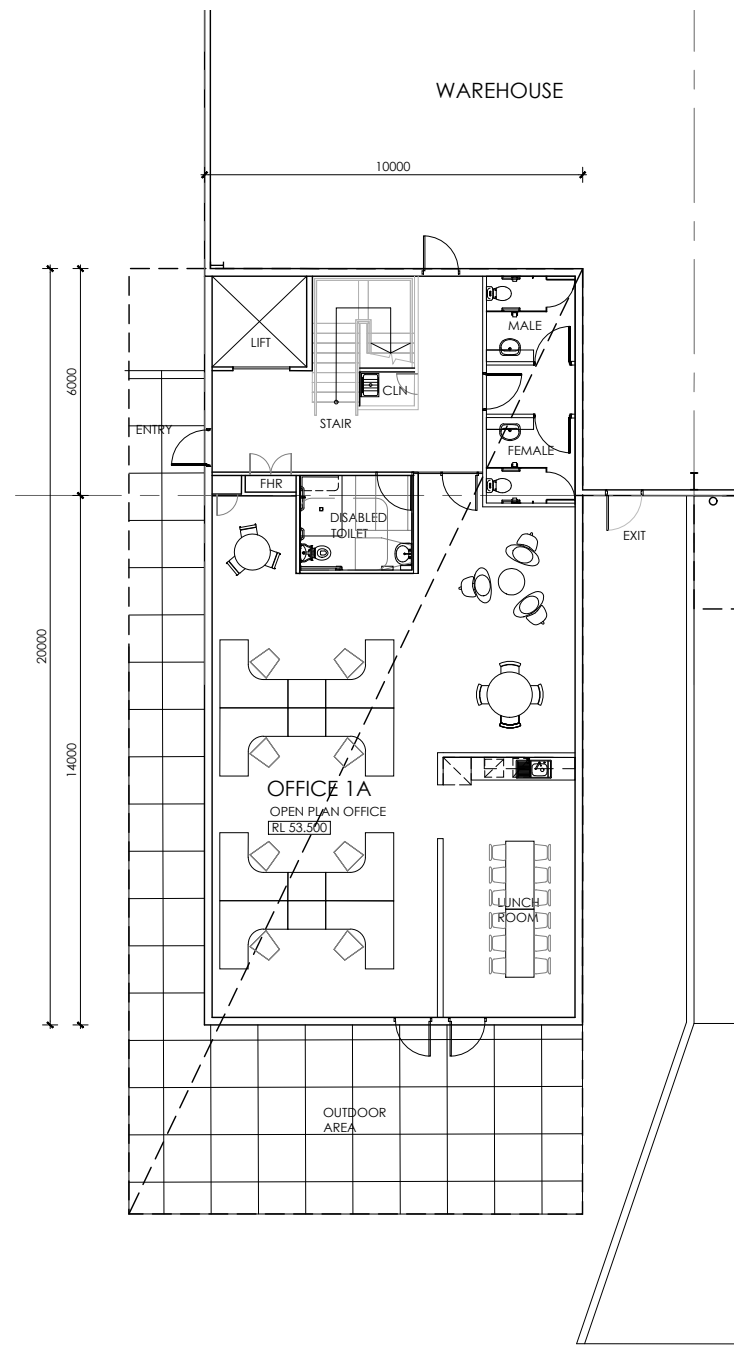 WAREHOUSE
10000
LIFT
MALE
6000
CLN
STAIR
ENTRY
FEMALE
FHR
DISABLED
TOILET
EXIT
20000
14000
OFFICE 1A
OPEN PLAN OFFICE
RL 53.500
LUNCH
ROOM
OUTDOOR
AREA